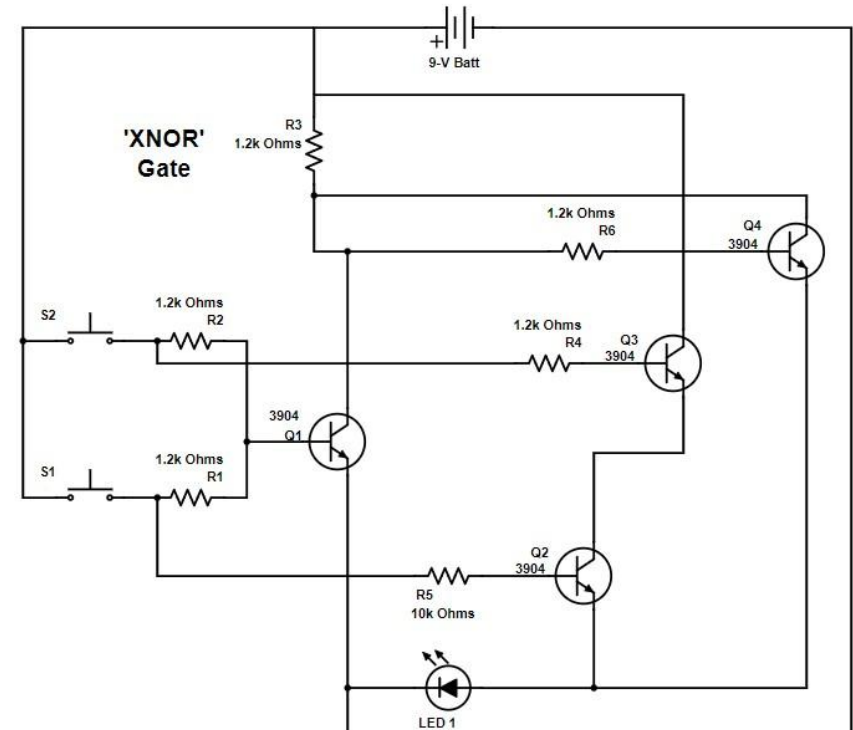 +
9-V Batt
'XNOR'
Gate
R3
1.2k Ohms
1.2k Ohms
R6
Q4
3904
1.2k Ohms
R2
S2
1.2k Ohms
R4
Q3
3904
3904
Q1
1.2k Ohms
R1
S1
Q2
3904
R5
10k Ohms
LED 1